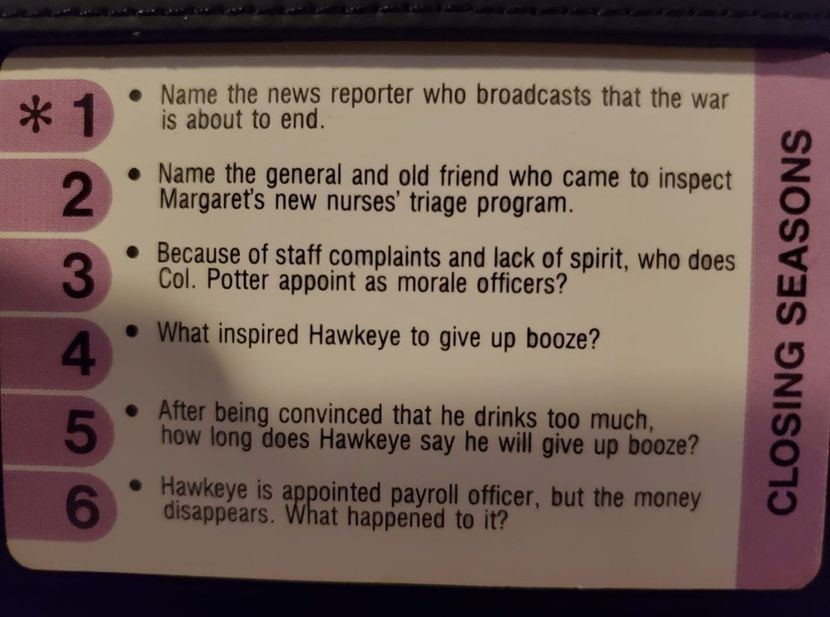 * 1 • Name the news reporter who broadcasts that the war
is about to end.
2 • Name the general and old friend who came to inspect
Margaret's new nurses' triage program.
3 • Because of staff complaints and lack of spirit, who does
Col. Potter appoint as morale officers?
4 • What inspired Hawkeye to give up booze?
5 • After being convinced that he drinks too much,
how long does Hawkeye say he will give up booze?
6 • Hawkeye is appointed payroll officer, but the money
disappears. What happened to it?
CLOSING SEASONS